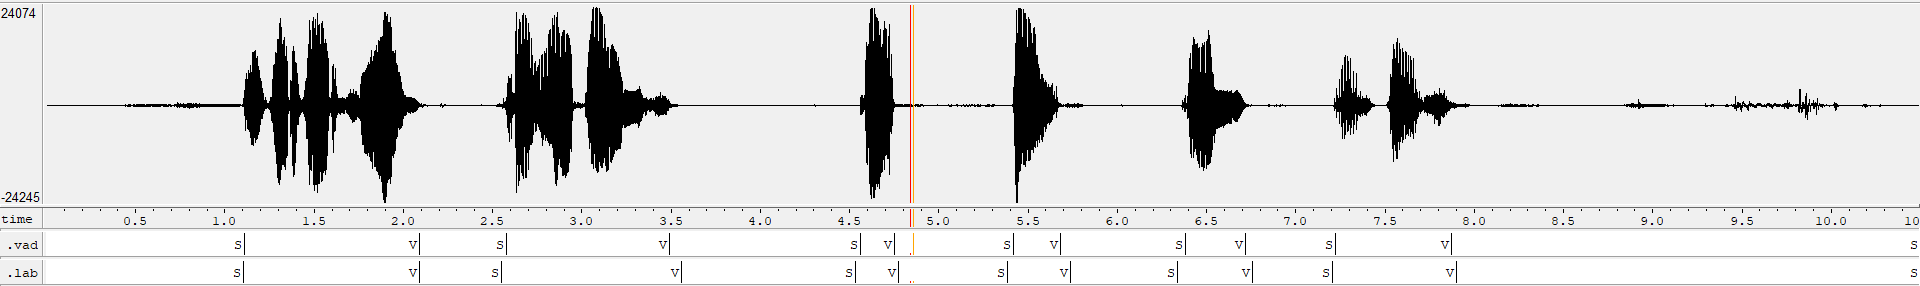 24074
-24245
time 0.5 1.0 1.5 2.0 2.5 3.0 3.5 4.0 4.5 5.0 5.5 6.0 6.5 7.0 7.5 8.0 8.5 9.0 9.5 10.0 10
.vad S V S V S V S V S V S V S
.lab S V S V S V S V S V S V S